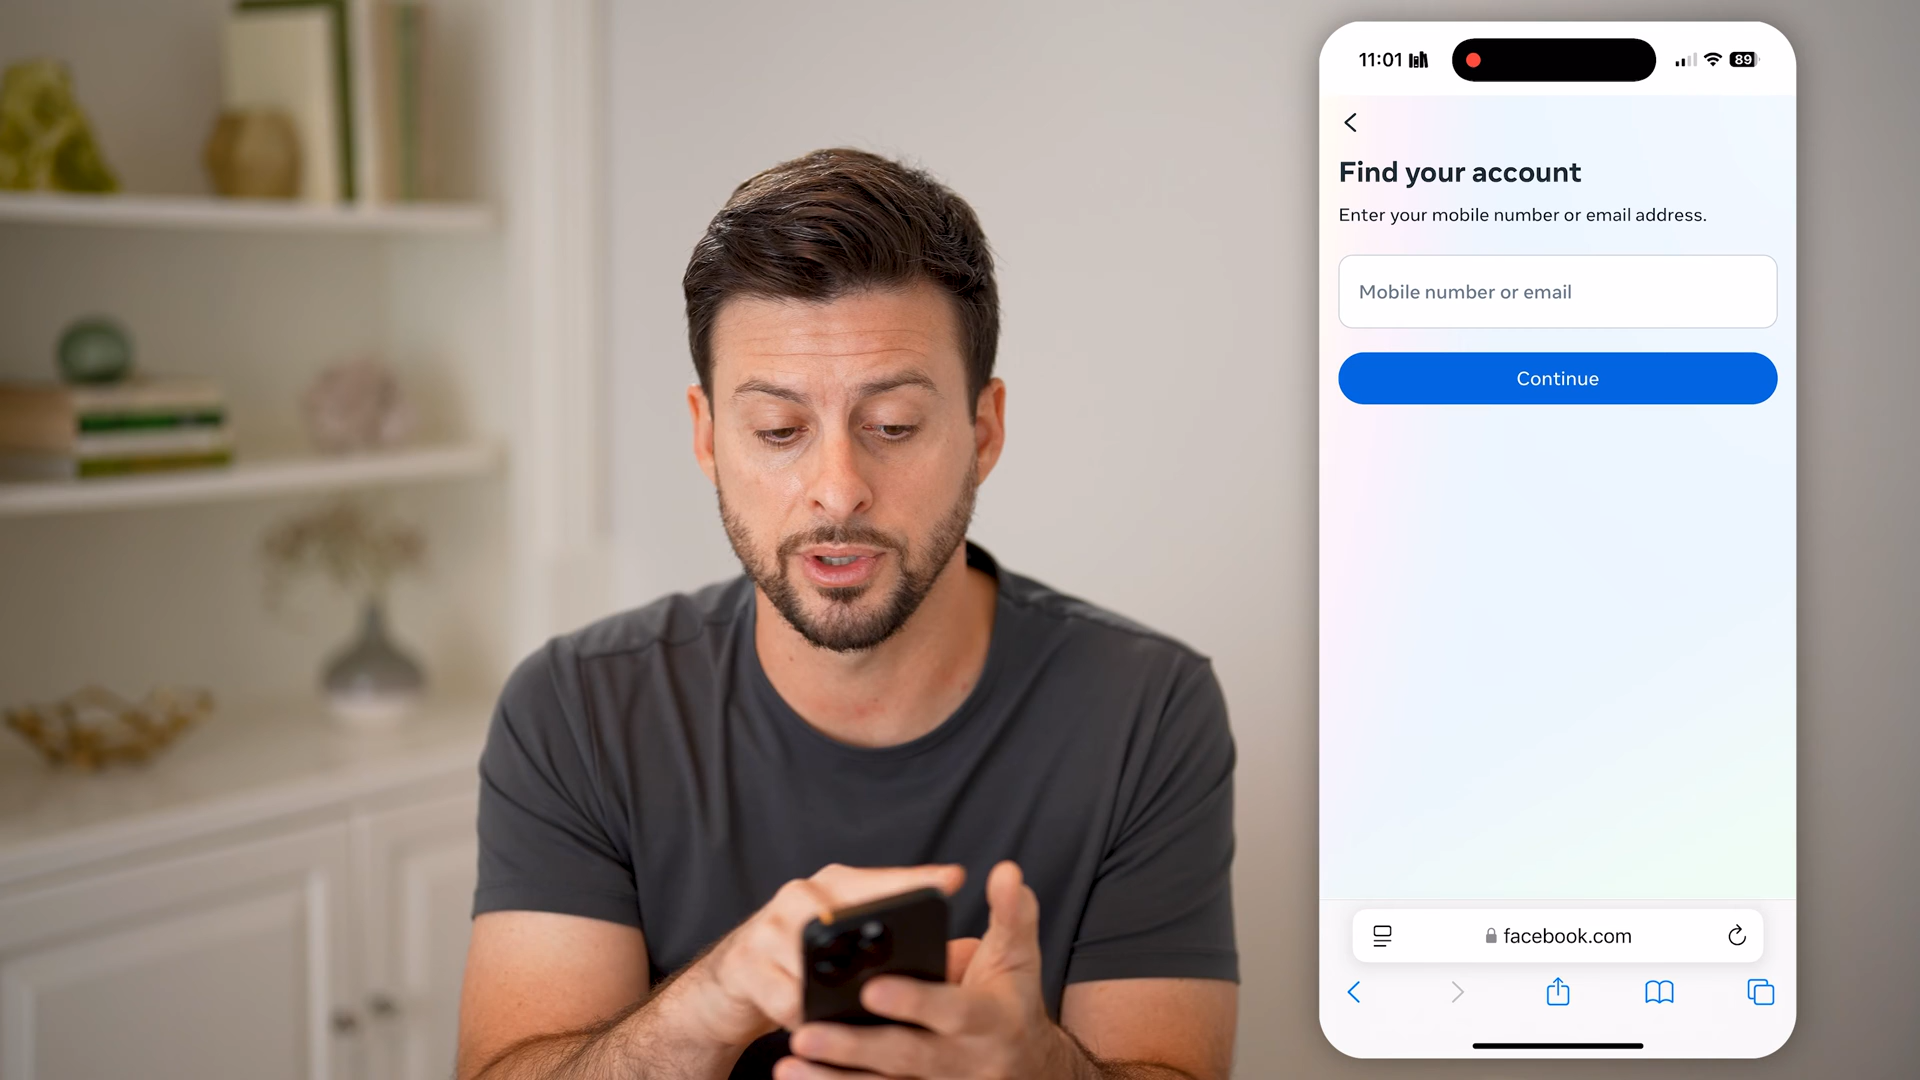 11:01
89
Find your account
Enter your mobile number or email address.
Mobile number or email
Continue
facebook.com